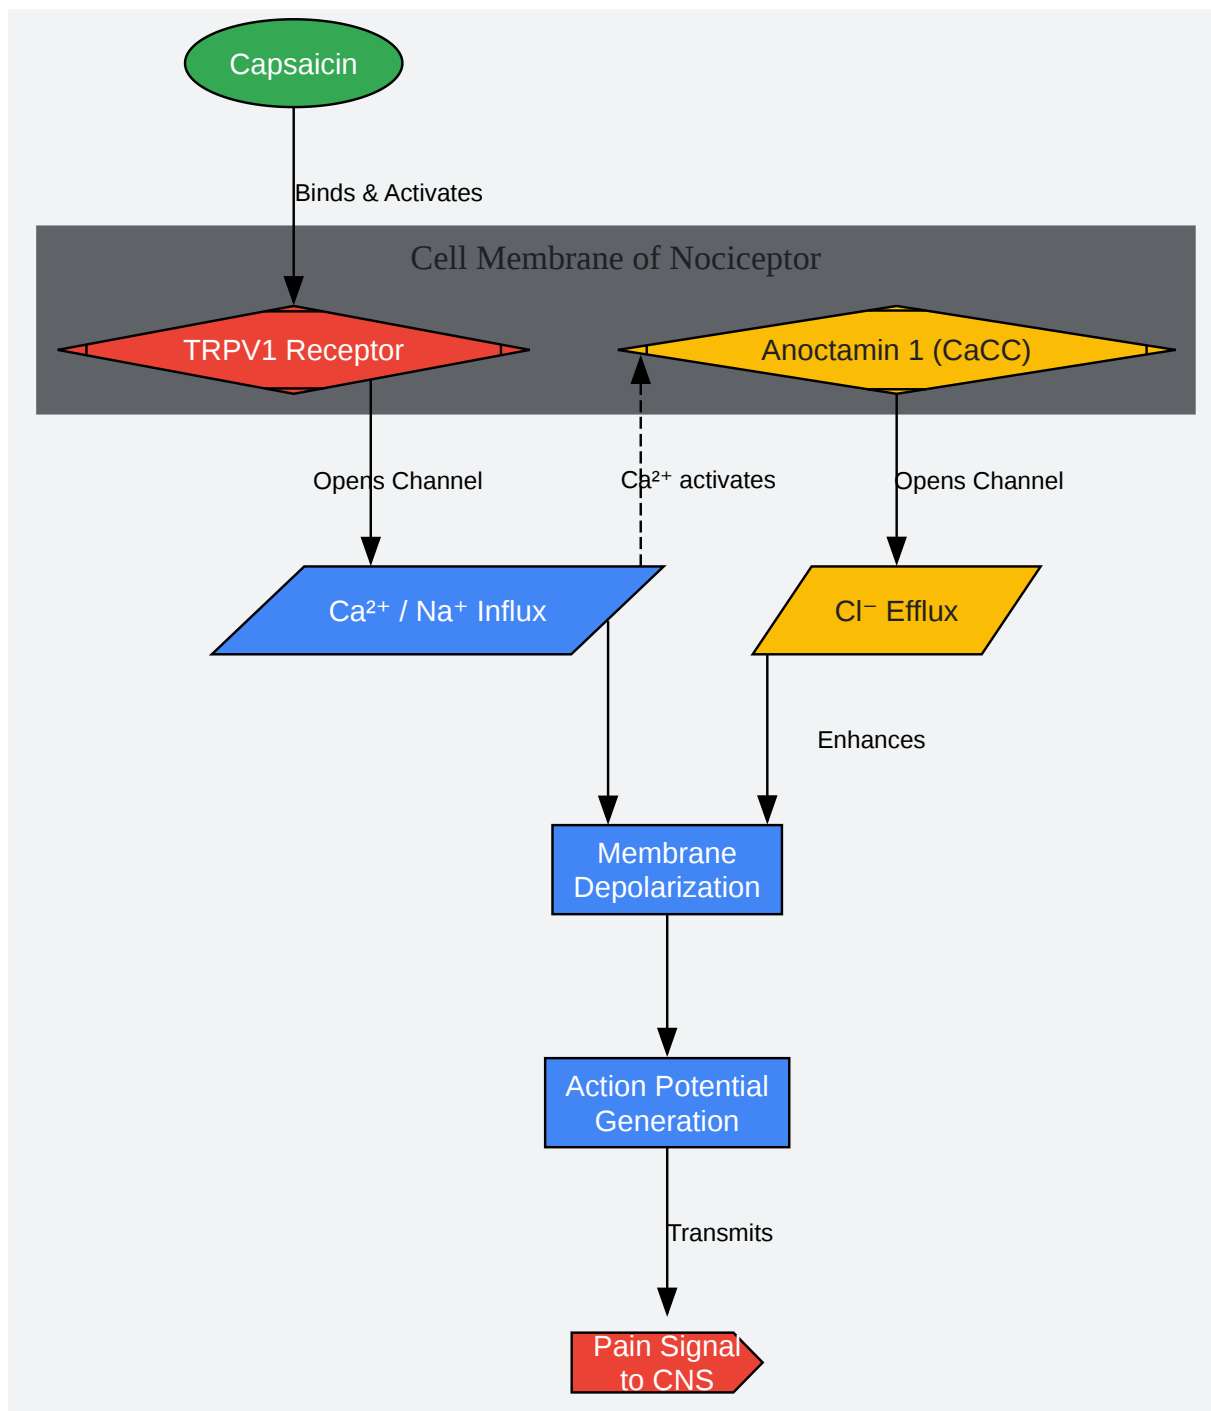 Capsaicin
Binds & Activates
Cell Membrane of Nociceptor
TRPV1 Receptor
Anoctamin 1 (CaCC)
Opens Channel
Ca²⁺ activates
Opens Channel
Ca²⁺ / Na⁺ Influx
Cl⁻ Efflux
Enhances
Membrane
Depolarization
Action Potential
Generation
Transmits
Pain Signal
to CNS